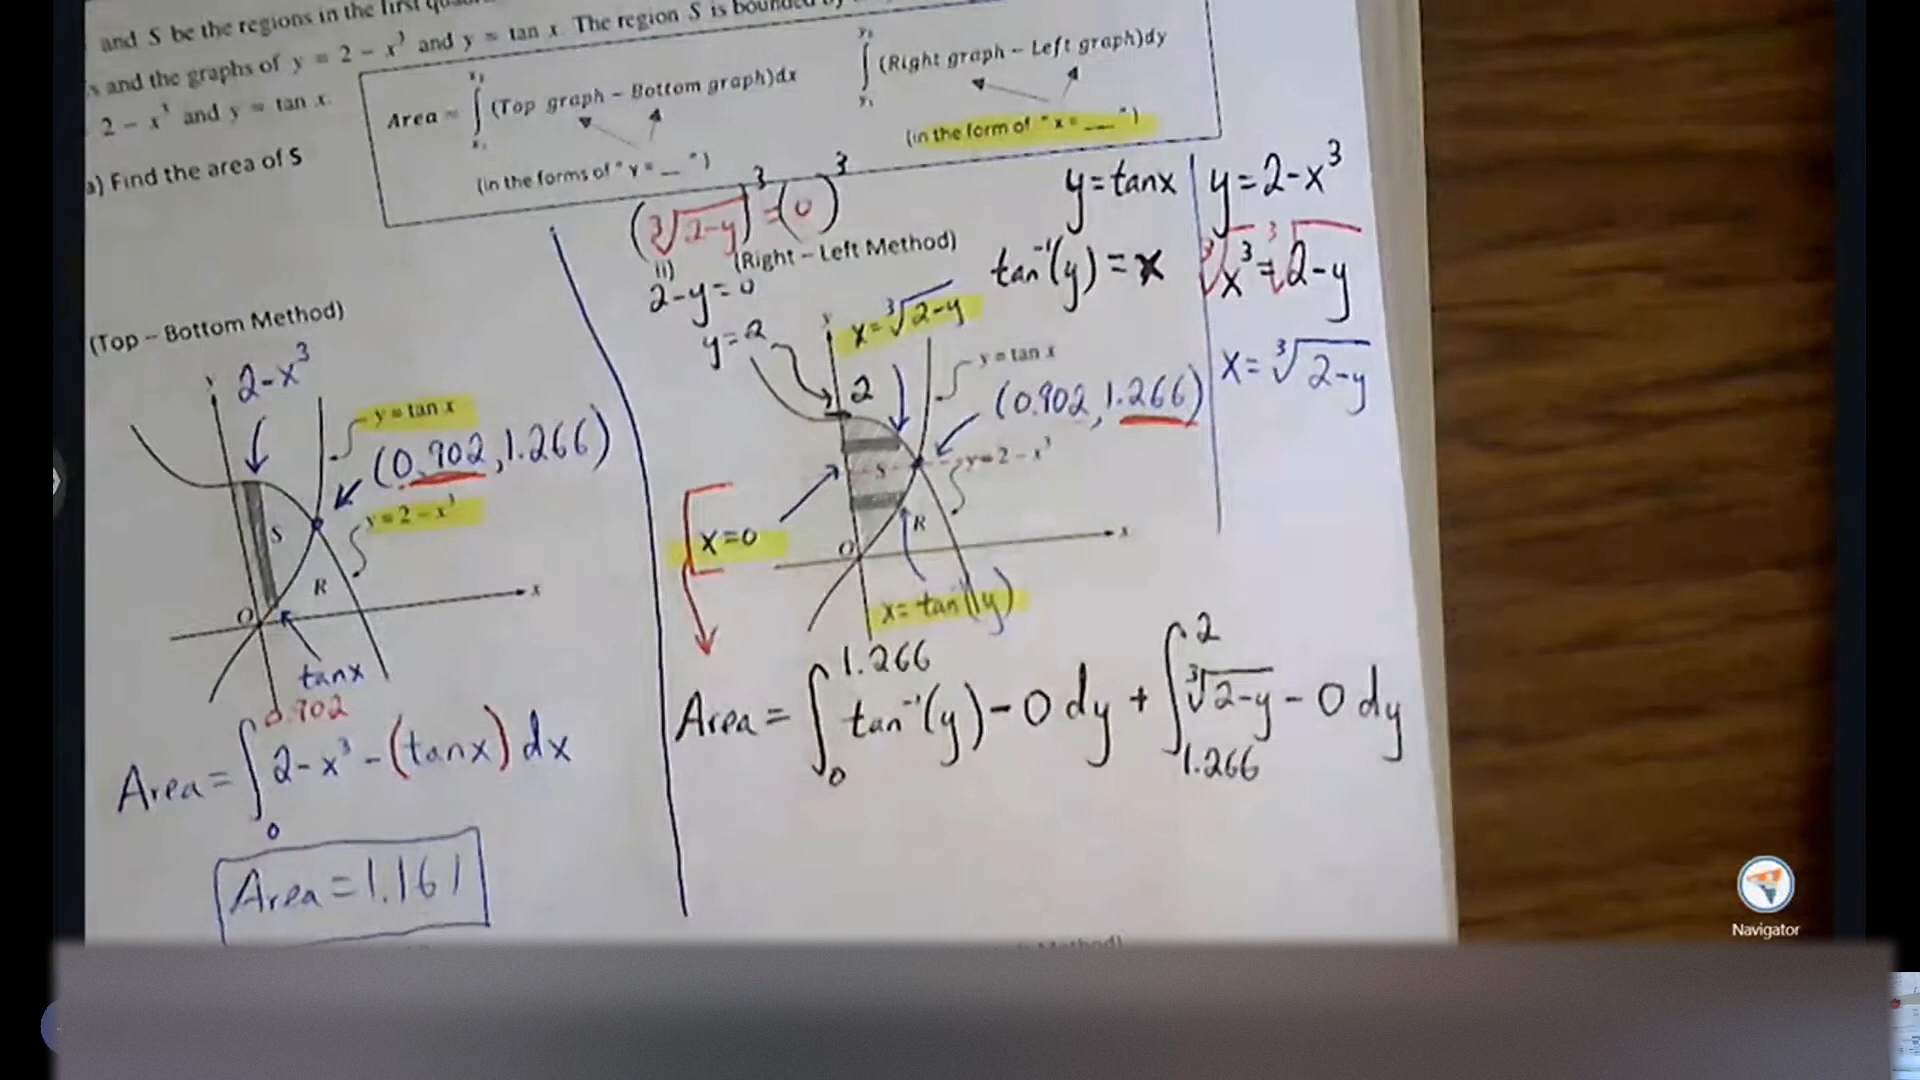 and S be the regions in the first
and the graphs of y = 2 − x³ and y = tan x. The region S is bounded
2 − x³ and y = tan x.
Area = ∫ (Top graph − Bottom graph)dx
x₂
x₁
(in the forms of "y = __")
y₂
∫ (Right graph − Left graph)dy
y₁
(in the form of "x = ___")
a) Find the area of S
(Top − Bottom Method)
y
2-x³
y = tan x
(0.902, 1.266)
y = 2 − x³
S
R
O
x
tanx
0.902
Area = ∫ 2-x³-(tanx) dx
0
Area = 1.161
(∛2-y)³ = (0)³
ii)
(Right − Left Method)
2-y=0
y=2
y=tanx
tan⁻¹(y) = x
y=2-x³
∛x³ = ∛2-y
x = ∛2-y
y
x=∛2-y
2
y = tan x
(0.902, 1.266)
y = 2 − x³
S
R
x=0
O
x
x= tan⁻¹(y)
1.266
2
Area = ∫ tan⁻¹(y) - 0 dy + ∫ ∛2-y - 0 dy
0
1.266
Navigator